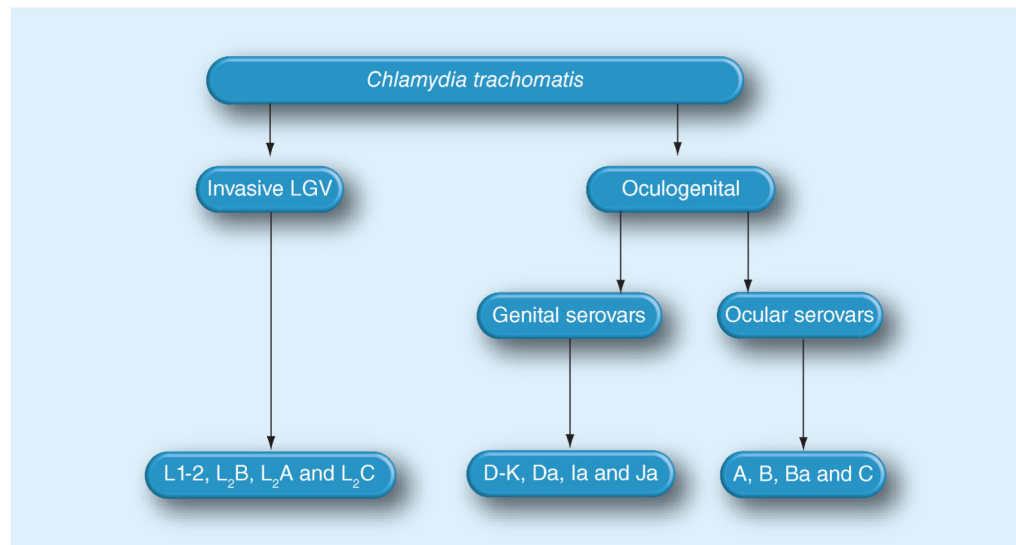 Chlamydia trachomatis
Invasive LGV
Oculogenital
Genital serovars
Ocular serovars
L1-2, L₂B, L₂A and L₂C
D-K, Da, Ia and Ja
A, B, Ba and C